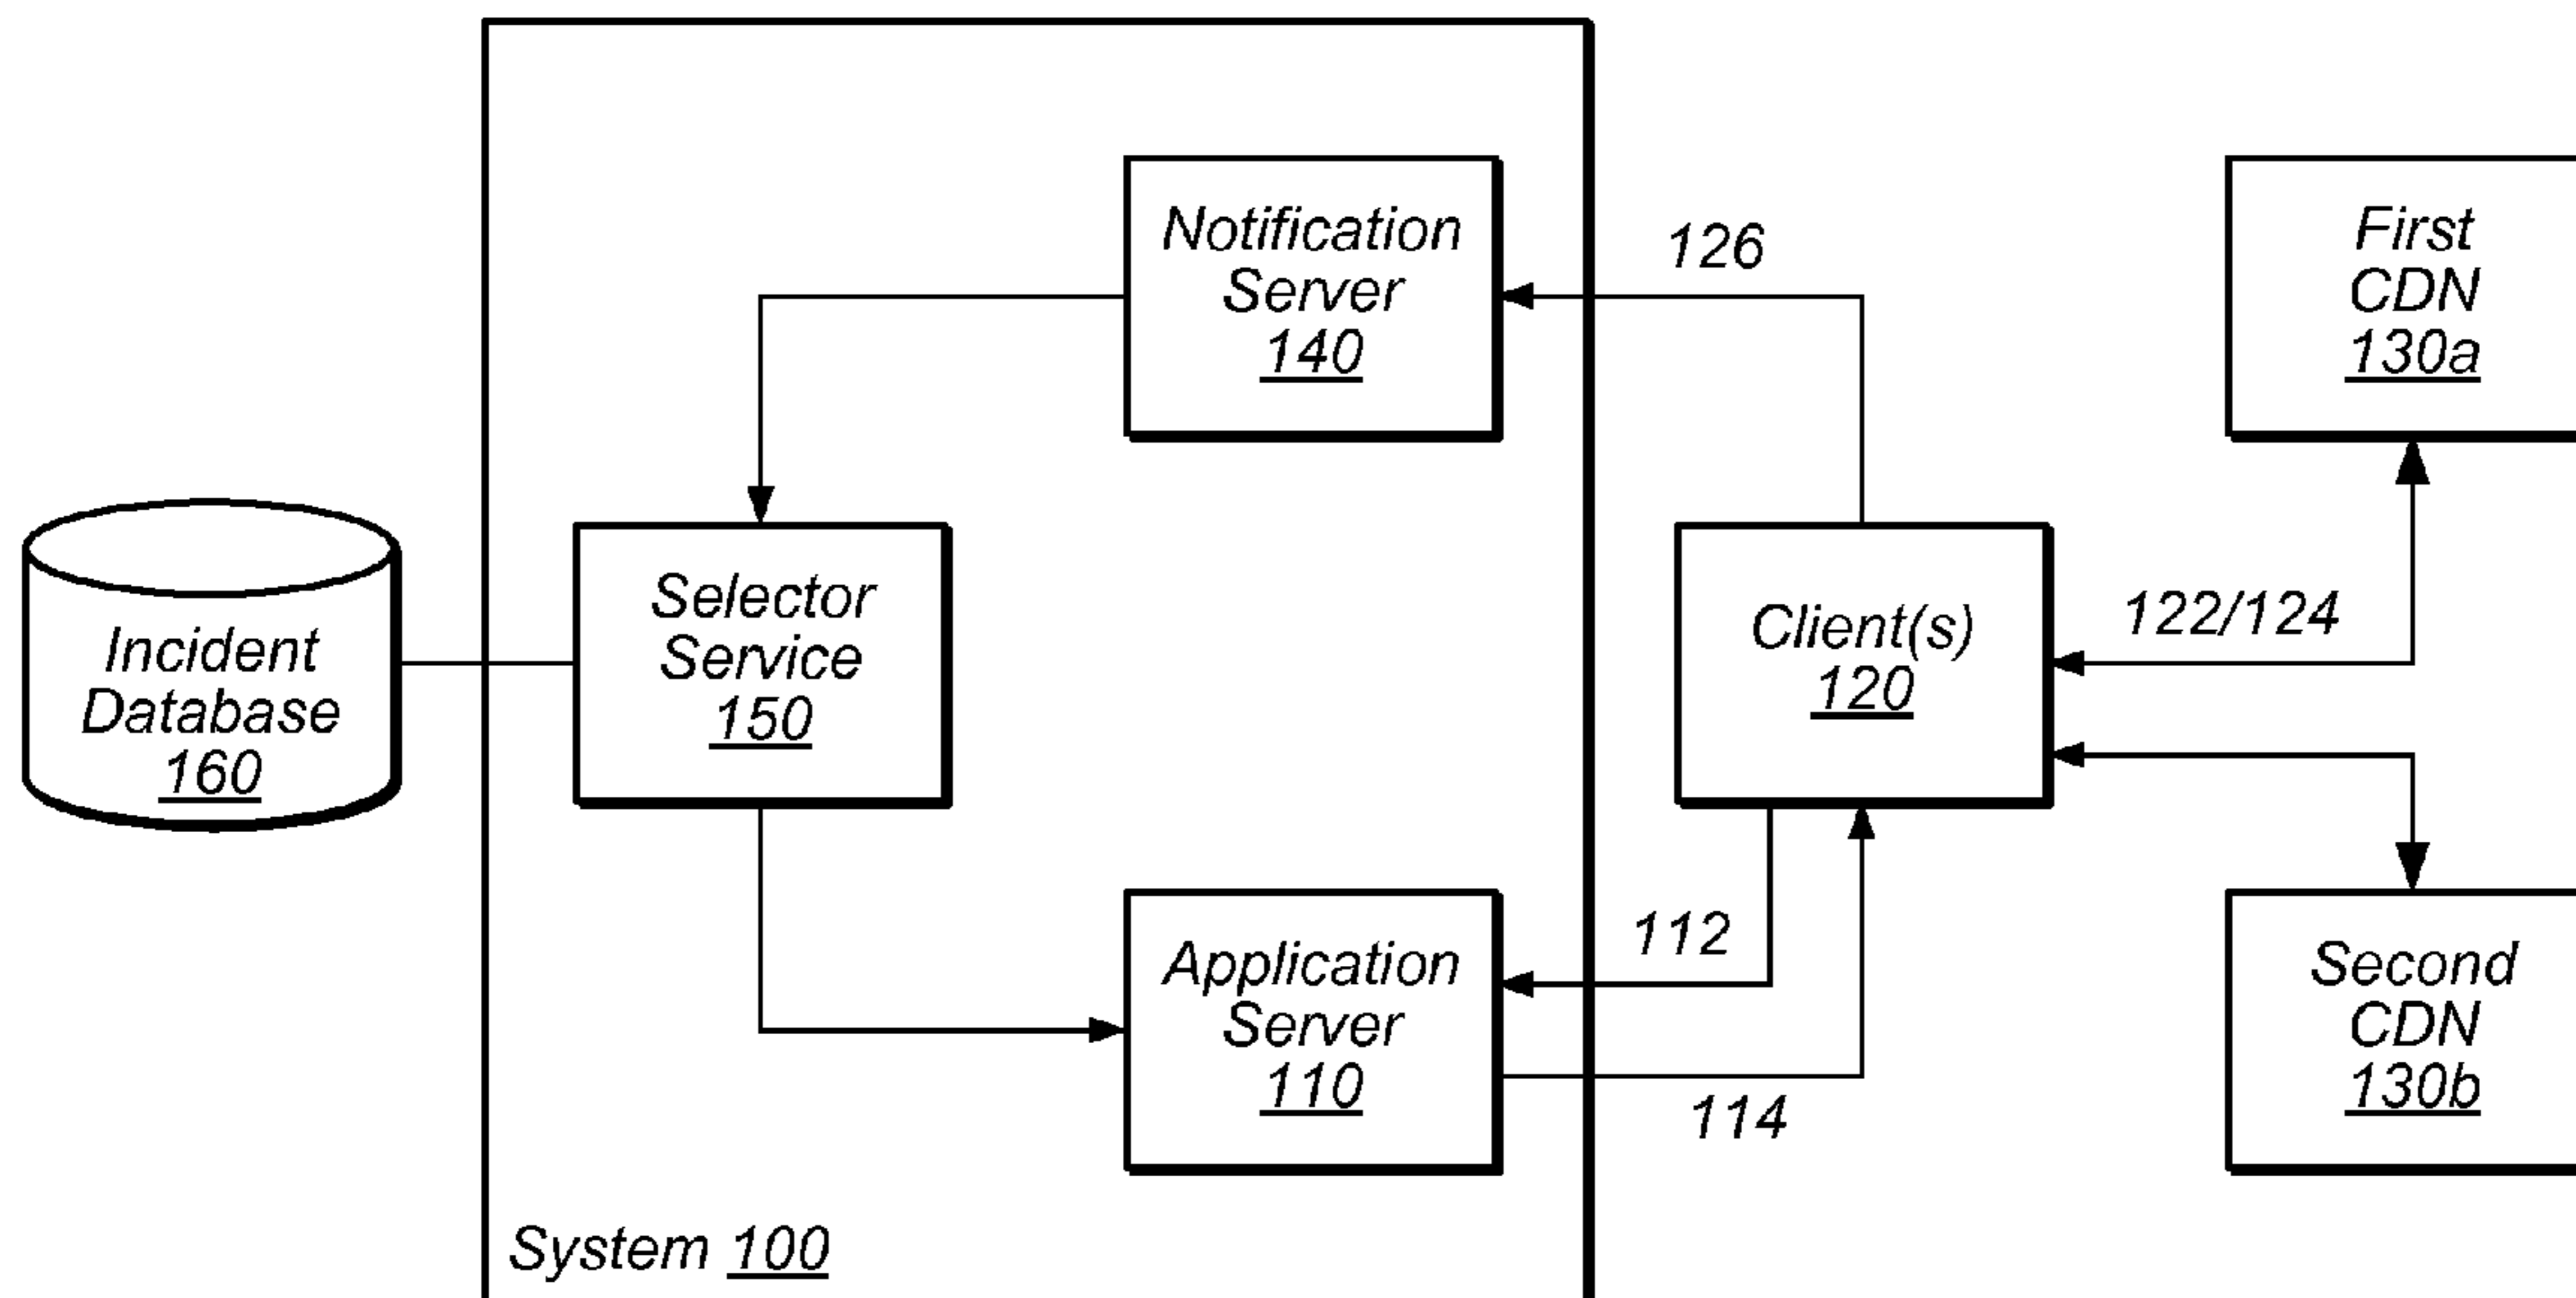 Notification
Server
140
126
First
CDN
130a
Incident
Database
160
Selector
Service
150
Client(s)
120
122/124
Application
Server
110
112
114
Second
CDN
130b
System 100